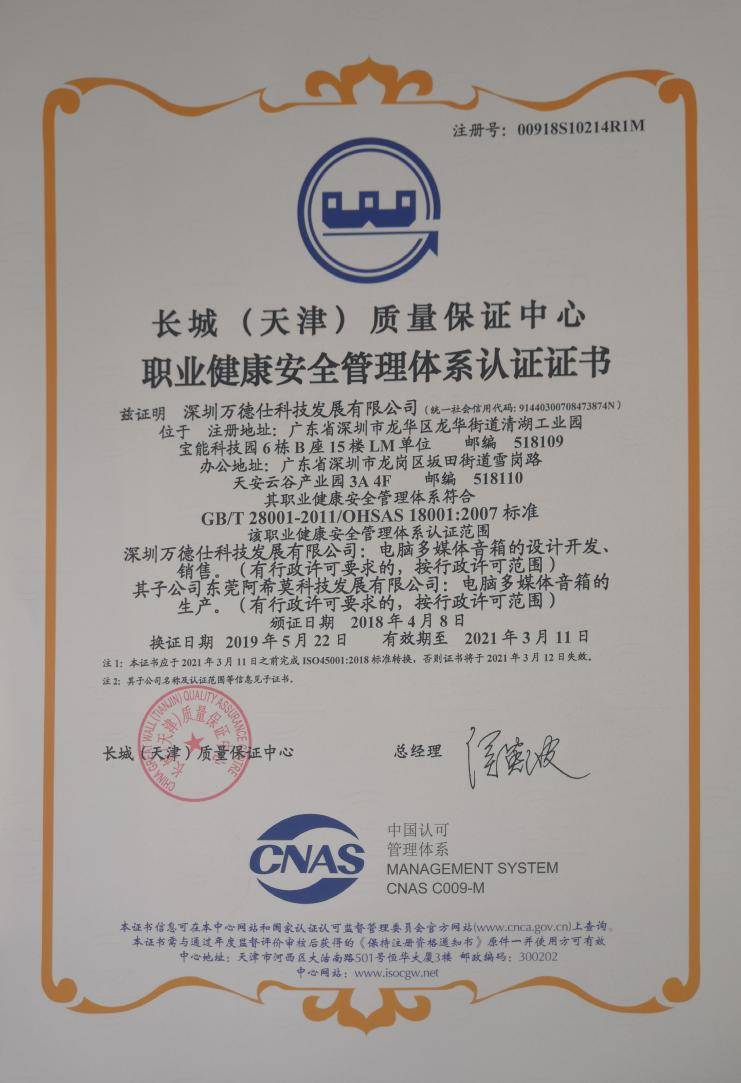 注册号：00918S10214R1M
长城（天津）质量保证中心
职业健康安全管理体系认证证书
兹证明 深圳万德仕科技发展有限公司（统一社会信用代码：91440300708473874N）
位于 注册地址：广东省深圳市龙华区龙华街道清湖工业园
宝能科技园6栋B座15楼LM单位 邮编 518109
办公地址：广东省深圳市龙岗区坂田街道雪岗路
天安云谷产业园3A 4F 邮编 518110
其职业健康安全管理体系符合
GB/T 28001-2011/OHSAS 18001:2007 标准
该职业健康安全管理体系认证范围
深圳万德仕科技发展有限公司：电脑多媒体音箱的设计开发、
销售。（有行政许可要求的，按行政许可范围）
其子公司东莞阿希莫科技发展有限公司：电脑多媒体音箱的
生产。（有行政许可要求的，按行政许可范围）
颁证日期 2018年4月8日
换证日期 2019年5月22日 有效期至 2021年3月11日
注1：本证书应于2021年3月11日之前完成ISO45001:2018标准转换，否则证书将于2021年3月12日失效。
注2：其子公司名称及认证范围等信息见子证书。
CHINA GREAT WALL (TIANJIN) QUALITY ASSURANCE CENTRE
长城（天津）质量保证中心
长城（天津）质量保证中心 总经理
CNAS
中国认可
管理体系
MANAGEMENT SYSTEM
CNAS C009-M
本证书信息可在本中心网站和国家认证认可监督管理委员会官方网站(www.cnca.gov.cn)上查询。
本证书需与通过年度监督评价审核后获得的《保持注册资格通知书》原件一并使用方可有效
中心地址：天津市河西区大沽南路501号恒华大厦3楼 邮政编码：300202
中心网站：www.isocgw.net